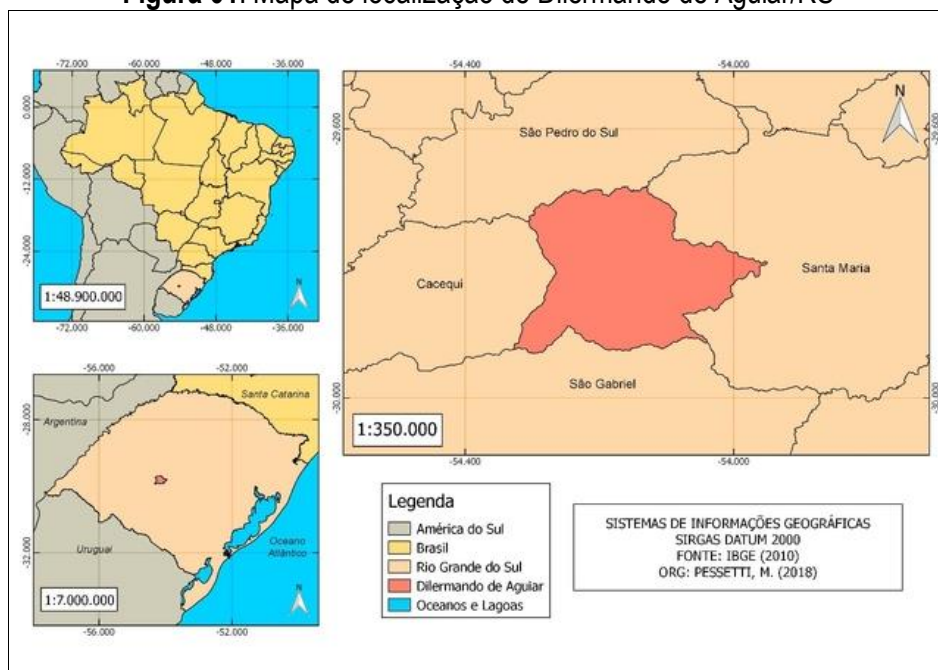 Figura 01: Mapa de localização de Dilermando de Aguiar/RS
-72.000 -60.000 -48.000 -36.000
0.000
-12.000
-24.000
1:48.900.000
N
-72.000 -60.000 -48.000 -36.000
-54.400 -54.000
-29.600
-29.600
São Pedro do Sul
N
Cacequi
Santa Maria
São Gabriel
-30.000
-30.000
1:350.000
-54.400 -54.000
-56.000 -52.000
Santa Catarina
Argentina
-28.000
-32.000
Uruguai
Oceano
Atlântico
1:7.000.000
N
-56.000 -52.000
Legenda
América do Sul
Brasil
Rio Grande do Sul
Dilermando de Aguiar
Oceanos e Lagoas
SISTEMAS DE INFORMAÇÕES GEOGRÁFICAS
SIRGAS DATUM 2000
FONTE: IBGE (2010)
ORG: PESSETTI, M. (2018)